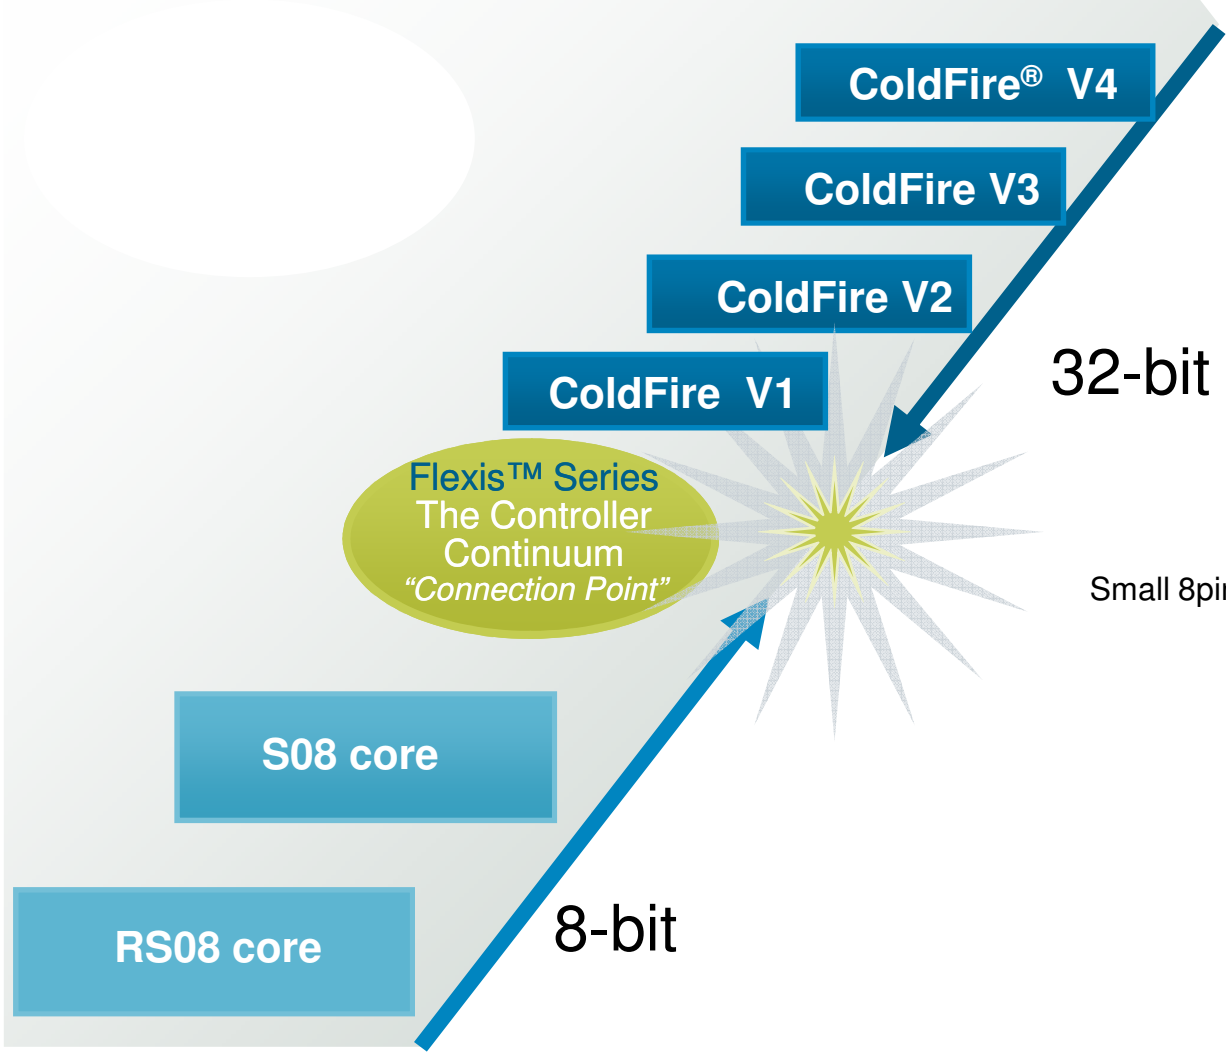 ColdFire® V4
ColdFire V3
ColdFire V2
32-bit
ColdFire V1
Flexis™ Series
The Controller
Continuum
“Connection Point”
Small 8pin
S08 core
8-bit
RS08 core